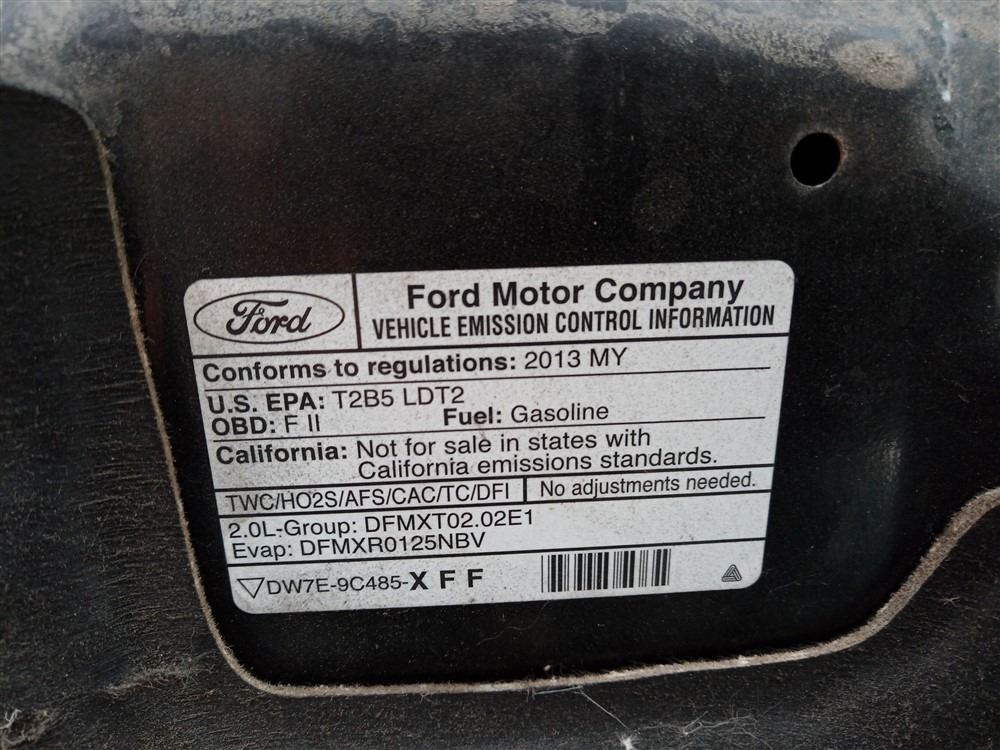 Ford
Ford Motor Company
VEHICLE EMISSION CONTROL INFORMATION
Conforms to regulations: 2013 MY
U.S. EPA: T2B5 LDT2
OBD: F II Fuel: Gasoline
California: Not for sale in states with
California emissions standards.
TWC/HO2S/AFS/CAC/TC/DFI No adjustments needed.
2.0L-Group: DFMXT02.02E1
Evap: DFMXR0125NBV
DW7E-9C485-X F F